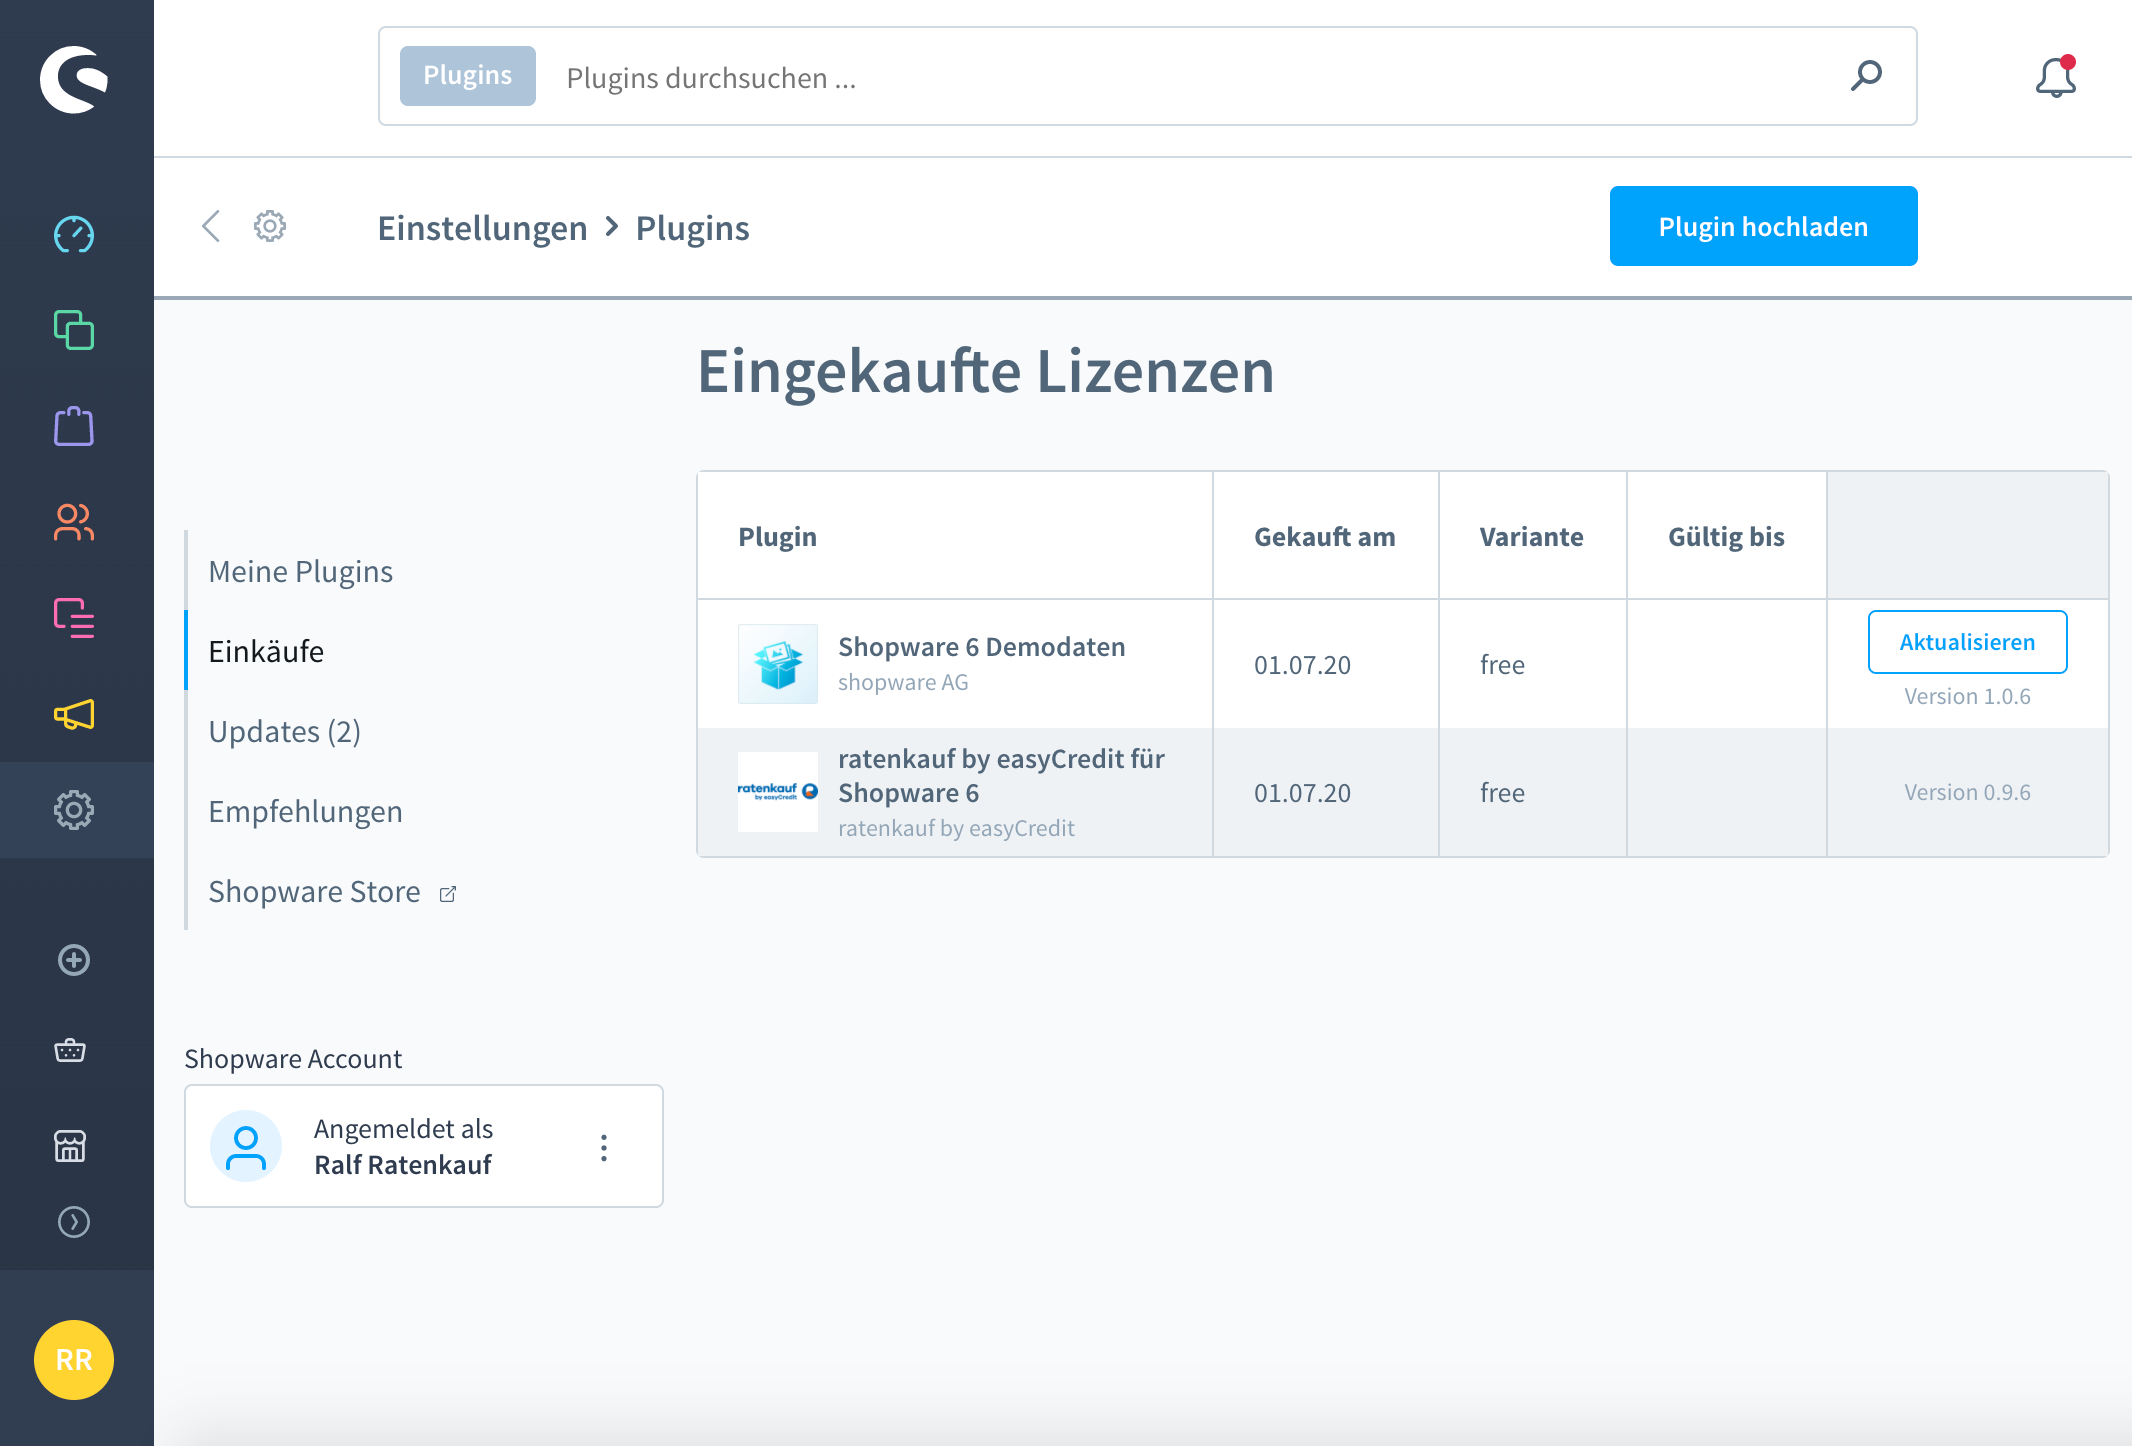 Plugins
Plugins durchsuchen ...
Einstellungen > Plugins
Plugin hochladen
Eingekaufte Lizenzen
Meine Plugins
Einkäufe
Updates (2)
Empfehlungen
Shopware Store
Plugin
Gekauft am
Variante
Gültig bis
Shopware 6 Demodaten
shopware AG
01.07.20
free
Aktualisieren
Version 1.0.6
ratenkauf
by easyCredit
ratenkauf by easyCredit für
Shopware 6
ratenkauf by easyCredit
01.07.20
free
Version 0.9.6
Shopware Account
Angemeldet als
Ralf Ratenkauf
RR